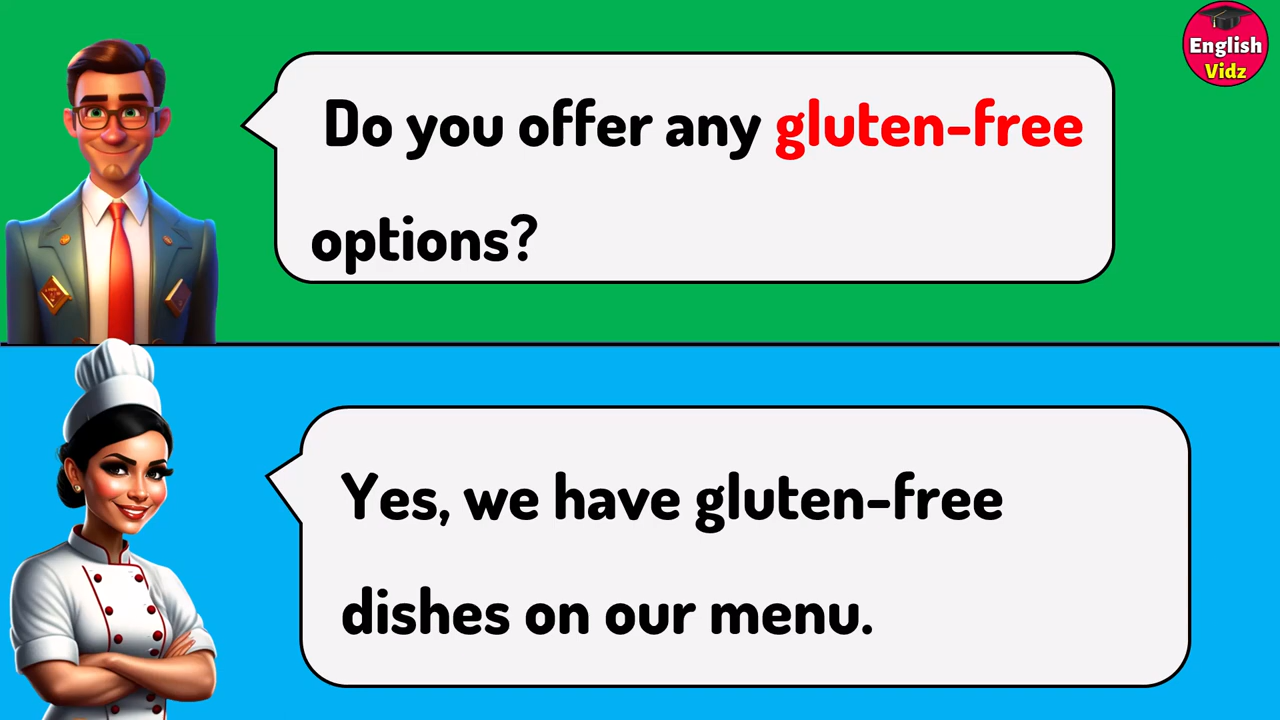 English
Vidz
Do you offer any gluten-free
options?
Yes, we have gluten-free
dishes on our menu.